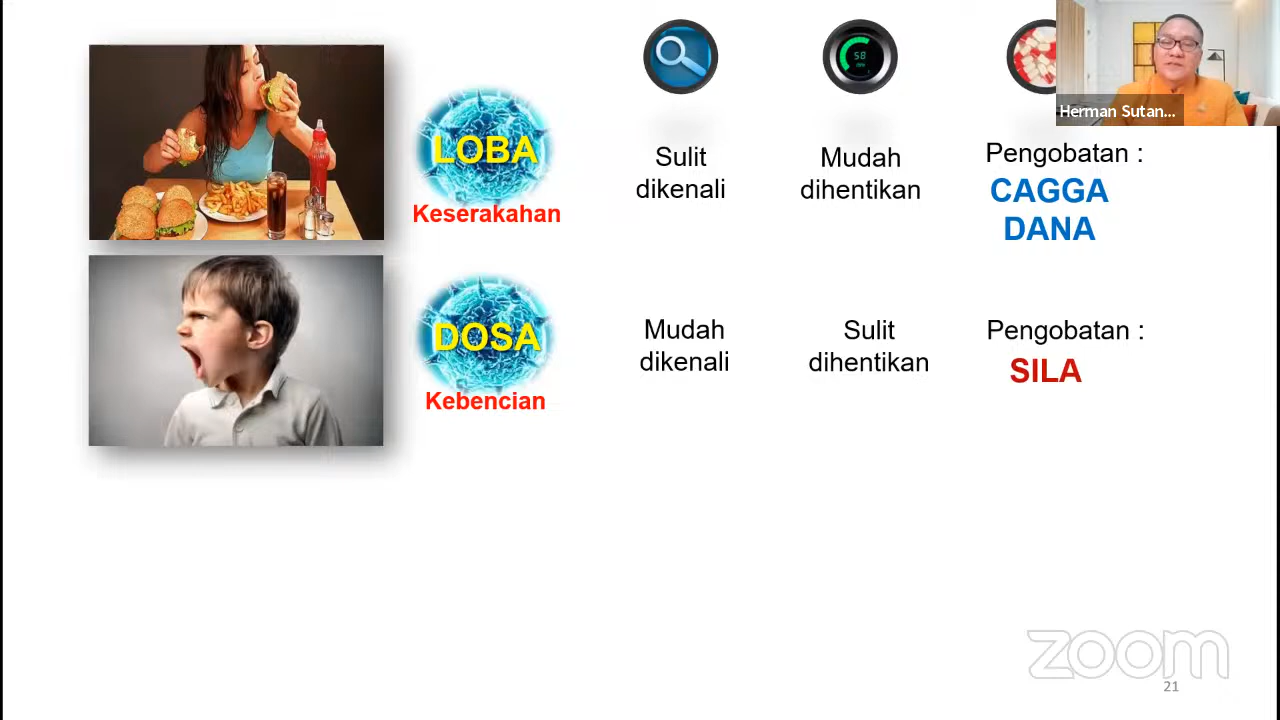 58
Herman Sutan...
LOBA
Keserakahan
Sulit
dikenali
Mudah
dihentikan
Pengobatan :
CAGGA
DANA
DOSA
Kebencian
Mudah
dikenali
Sulit
dihentikan
Pengobatan :
SILA
zoom
21